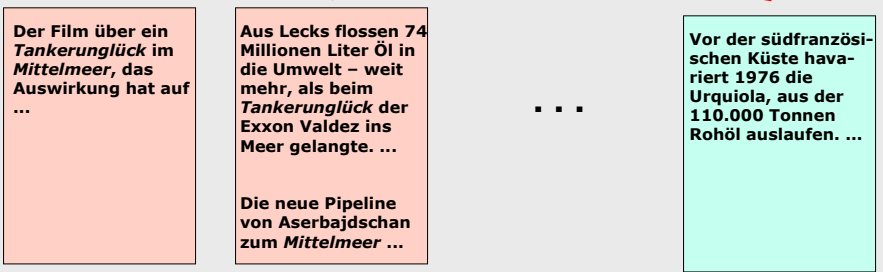 Der Film über ein
Tankerunglück im
Mittelmeer, das
Auswirkung hat auf
...
Aus Lecks flossen 74
Millionen Liter Öl in
die Umwelt – weit
mehr, als beim
Tankerunglück der
Exxon Valdez ins
Meer gelangte. ...
Die neue Pipeline
von Aserbajdschan
zum Mittelmeer ...
. . .
Vor der südfranzösi-
schen Küste hava-
riert 1976 die
Urquiola, aus der
110.000 Tonnen
Rohöl auslaufen. ...